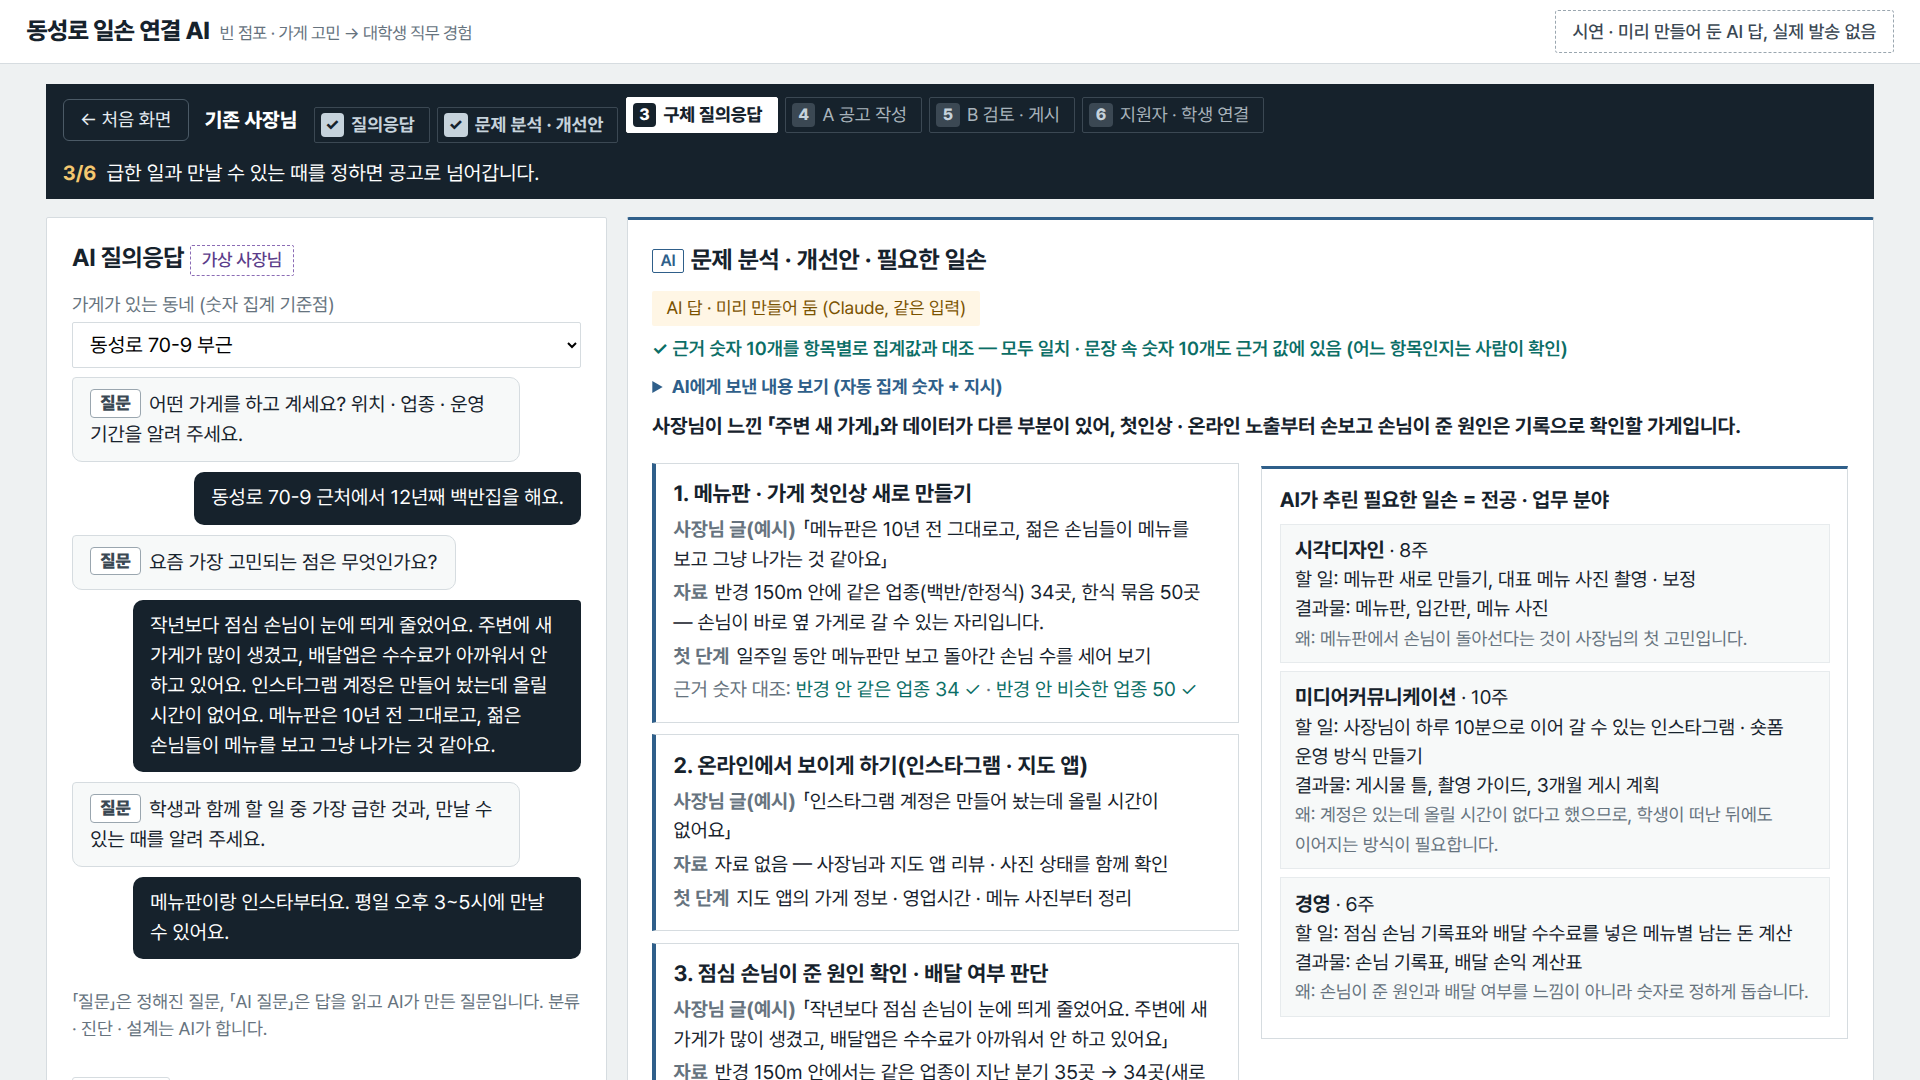 동성로 일손 연결 AI 빈 점포 · 가게 고민 → 대학생 직무 경험
시연 · 미리 만들어 둔 AI 답, 실제 발송 없음
← 처음 화면 기존 사장님 ✓ 질의응답 ✓ 문제 분석 · 개선안 3 구체 질의응답 4 A 공고 작성 5 B 검토 · 게시 6 지원자 · 학생 연결
3/6 급한 일과 만날 수 있는 때를 정하면 공고로 넘어갑니다.
AI 질의응답 가상 사장님
가게가 있는 동네 (숫자 집계 기준점)
동성로 70-9 부근
질문 어떤 가게를 하고 계세요? 위치 · 업종 · 운영
기간을 알려 주세요.
동성로 70-9 근처에서 12년째 백반집을 해요.
질문 요즘 가장 고민되는 점은 무엇인가요?
작년보다 점심 손님이 눈에 띄게 줄었어요. 주변에 새
가게가 많이 생겼고, 배달앱은 수수료가 아까워서 안
하고 있어요. 인스타그램 계정은 만들어 놨는데 올릴
시간이 없어요. 메뉴판은 10년 전 그대로고, 젊은
손님들이 메뉴를 보고 그냥 나가는 것 같아요.
질문 학생과 함께 할 일 중 가장 급한 것과, 만날 수
있는 때를 알려 주세요.
메뉴판이랑 인스타부터요. 평일 오후 3~5시에 만날
수 있어요.
「질문」은 정해진 질문, 「AI 질문」은 답을 읽고 AI가 만든 질문입니다. 분류
· 진단 · 설계는 AI가 합니다.
AI 문제 분석 · 개선안 · 필요한 일손
AI 답 · 미리 만들어 둠 (Claude, 같은 입력)
✓ 근거 숫자 10개를 항목별로 집계값과 대조 — 모두 일치 · 문장 속 숫자 10개도 근거 값에 있음 (어느 항목인지는 사람이 확인)
▶ AI에게 보낸 내용 보기 (자동 집계 숫자 + 지시)
사장님이 느낀 「주변 새 가게」와 데이터가 다른 부분이 있어, 첫인상 · 온라인 노출부터 손보고 손님이 준 원인은 기록으로 확인할 가게입니다.
1. 메뉴판 · 가게 첫인상 새로 만들기
사장님 글(예시) 「메뉴판은 10년 전 그대로고, 젊은 손님들이 메뉴를
보고 그냥 나가는 것 같아요」
자료 반경 150m 안에 같은 업종(백반/한정식) 34곳, 한식 묶음 50곳
— 손님이 바로 옆 가게로 갈 수 있는 자리입니다.
첫 단계 일주일 동안 메뉴판만 보고 돌아간 손님 수를 세어 보기
근거 숫자 대조: 반경 안 같은 업종 34 ✓ · 반경 안 비슷한 업종 50 ✓
2. 온라인에서 보이게 하기(인스타그램 · 지도 앱)
사장님 글(예시) 「인스타그램 계정은 만들어 놨는데 올릴 시간이
없어요」
자료 자료 없음 — 사장님과 지도 앱 리뷰 · 사진 상태를 함께 확인
첫 단계 지도 앱의 가게 정보 · 영업시간 · 메뉴 사진부터 정리
3. 점심 손님이 준 원인 확인 · 배달 여부 판단
사장님 글(예시) 「작년보다 점심 손님이 눈에 띄게 줄었어요. 주변에 새
가게가 많이 생겼고, 배달앱은 수수료가 아까워서 안 하고 있어요」
자료 반경 150m 안에서는 같은 업종이 지난 분기 35곳 → 34곳(새로
AI가 추린 필요한 일손 = 전공 · 업무 분야
시각디자인 · 8주
할 일: 메뉴판 새로 만들기, 대표 메뉴 사진 촬영 · 보정
결과물: 메뉴판, 입간판, 메뉴 사진
왜: 메뉴판에서 손님이 돌아선다는 것이 사장님의 첫 고민입니다.
미디어커뮤니케이션 · 10주
할 일: 사장님이 하루 10분으로 이어 갈 수 있는 인스타그램 · 숏폼
운영 방식 만들기
결과물: 게시물 틀, 촬영 가이드, 3개월 게시 계획
왜: 계정은 있는데 올릴 시간이 없다고 했으므로, 학생이 떠난 뒤에도
이어지는 방식이 필요합니다.
경영 · 6주
할 일: 점심 손님 기록표와 배달 수수료를 넣은 메뉴별 남는 돈 계산
결과물: 손님 기록표, 배달 손익 계산표
왜: 손님이 준 원인과 배달 여부를 느낌이 아니라 숫자로 정하게 돕습니다.